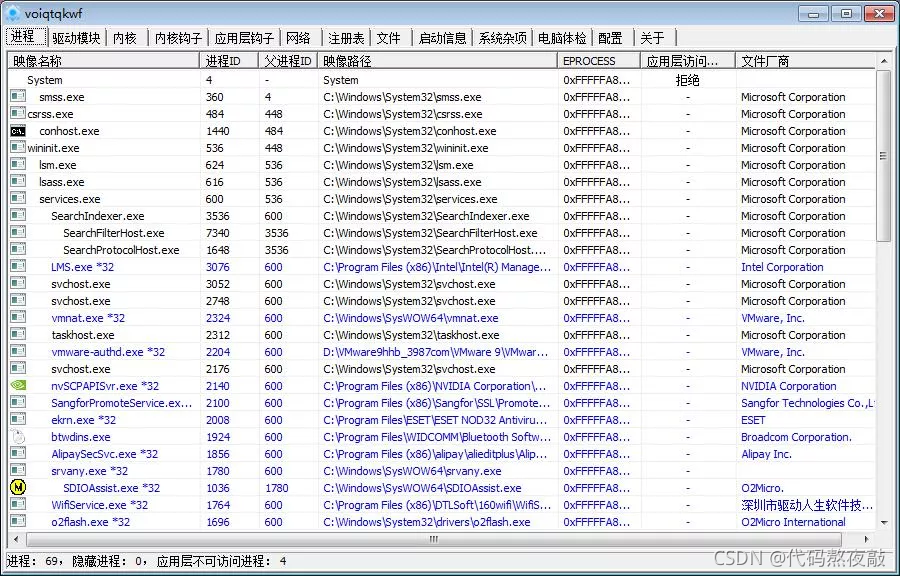 voiqtqkwf
进程 驱动模块 内核 内核钩子 应用层钩子 网络 注册表 文件 启动信息 系统杂项 电脑体检 配置 关于
映像名称 进程ID 父进程ID 映像路径 EPROCESS 应用层访问... 文件厂商
System 4 - System 0xFFFFFA8... 拒绝
smss.exe 360 4 C:\Windows\System32\smss.exe 0xFFFFFA8... - Microsoft Corporation
csrss.exe 484 448 C:\Windows\System32\csrss.exe 0xFFFFFA8... - Microsoft Corporation
C:\. conhost.exe 1440 484 C:\Windows\System32\conhost.exe 0xFFFFFA8... - Microsoft Corporation
wininit.exe 536 448 C:\Windows\System32\wininit.exe 0xFFFFFA8... - Microsoft Corporation
lsm.exe 624 536 C:\Windows\System32\lsm.exe 0xFFFFFA8... - Microsoft Corporation
lsass.exe 616 536 C:\Windows\System32\lsass.exe 0xFFFFFA8... - Microsoft Corporation
services.exe 600 536 C:\Windows\System32\services.exe 0xFFFFFA8... - Microsoft Corporation
SearchIndexer.exe 3536 600 C:\Windows\System32\SearchIndexer.exe 0xFFFFFA8... - Microsoft Corporation
SearchFilterHost.exe 7340 3536 C:\Windows\System32\SearchFilterHost.exe 0xFFFFFA8... - Microsoft Corporation
SearchProtocolHost.exe 1648 3536 C:\Windows\System32\SearchProtocolHost.... 0xFFFFFA8... - Microsoft Corporation
LMS.exe *32 3076 600 C:\Program Files (x86)\Intel\Intel(R) Manage... 0xFFFFFA8... - Intel Corporation
svchost.exe 3052 600 C:\Windows\System32\svchost.exe 0xFFFFFA8... - Microsoft Corporation
svchost.exe 2748 600 C:\Windows\System32\svchost.exe 0xFFFFFA8... - Microsoft Corporation
vmnat.exe *32 2324 600 C:\Windows\SysWOW64\vmnat.exe 0xFFFFFA8... - VMware, Inc.
taskhost.exe 2312 600 C:\Windows\System32\taskhost.exe 0xFFFFFA8... - Microsoft Corporation
vmware-authd.exe *32 2204 600 D:\VMware9hhb_3987com\VMware 9\VMwar... 0xFFFFFA8... - VMware, Inc.
svchost.exe 2176 600 C:\Windows\System32\svchost.exe 0xFFFFFA8... - Microsoft Corporation
nvSCPAPISvr.exe *32 2140 600 C:\Program Files (x86)\NVIDIA Corporation\... 0xFFFFFA8... - NVIDIA Corporation
SangforPromoteService.ex... 2100 600 C:\Program Files (x86)\Sangfor\SSL\Promote... 0xFFFFFA8... - Sangfor Technologies Co.,L
ekrn.exe *32 2008 600 C:\Program Files\ESET\ESET NOD32 Antiviru... 0xFFFFFA8... - ESET
btwdins.exe 1924 600 C:\Program Files\WIDCOMM\Bluetooth Softw... 0xFFFFFA8... - Broadcom Corporation.
AlipaySecSvc.exe *32 1856 600 C:\Program Files (x86)\alipay\alieditplus\Alip... 0xFFFFFA8... - Alipay Inc.
srvany.exe *32 1780 600 C:\Windows\SysWOW64\srvany.exe 0xFFFFFA8... -
M SDIOAssist.exe *32 1036 1780 C:\Windows\SysWOW64\SDIOAssist.exe 0xFFFFFA8... - O2Micro.
WifiService.exe *32 1764 600 C:\Program Files (x86)\DTLSoft\160wifi\WifiS... 0xFFFFFA8... - 深圳市驱动人生软件技...
o2flash.exe *32 1696 600 C:\Windows\System32\drivers\o2flash.exe 0xFFFFFA8... - O2Micro International
进程: 69, 隐藏进程: 0, 应用层不可访问进程: 4
CSDN @代码熬夜敲